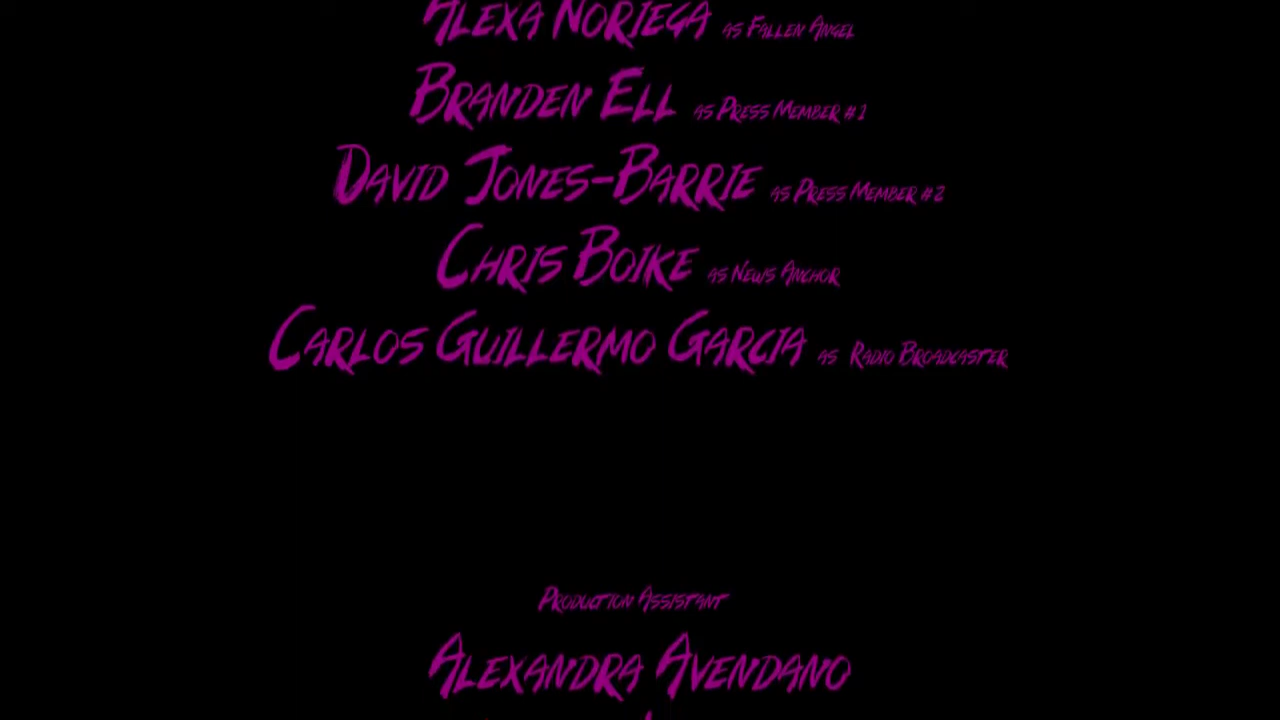 Alexa Noriega as Fallen Angel
Branden Ell as Press Member #1
David Jones-Barrie as Press Member #2
Chris Boike as News Anchor
Carlos Guillermo Garcia as Radio Broadcaster
Production Assistant
Alexandra Avendano